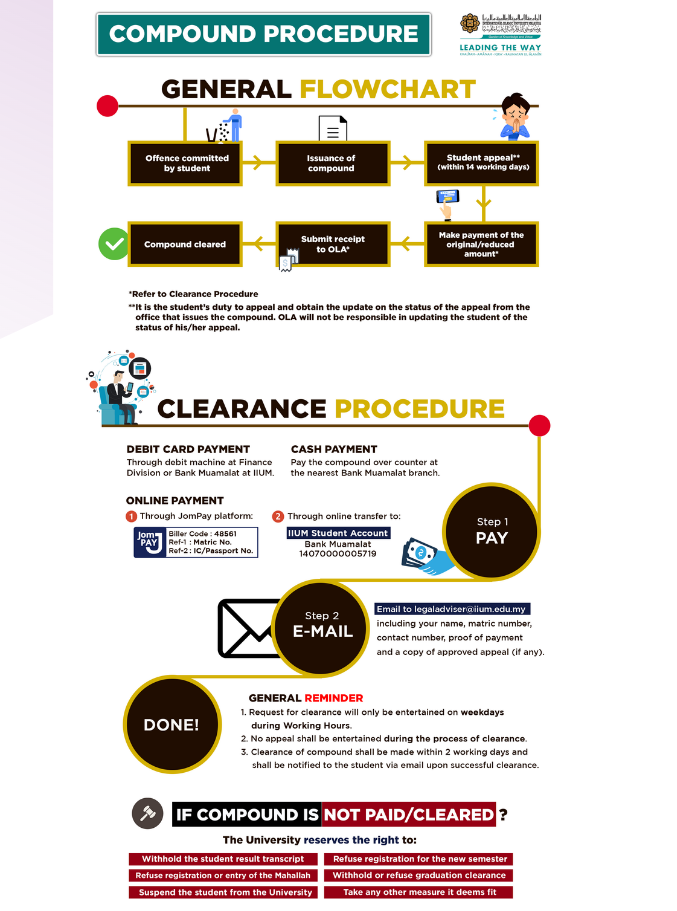 COMPOUND PROCEDURE
LEADING THE WAY
GENERAL FLOWCHART
Offence committed
by student
Issuance of
compound
Student appeal**
(within 14 working days)
Compound cleared
Submit receipt
to OLA*
Make payment of the
original/reduced
amount*
*Refer to Clearance Procedure
**It is the student's duty to appeal and obtain the update on the status of the appeal from the
office that issues the compound. OLA will not be responsible in updating the student of the
status of his/her appeal.
CLEARANCE PROCEDURE
DEBIT CARD PAYMENT
Through debit machine at Finance
Division or Bank Muamalat at IIUM.
CASH PAYMENT
Pay the compound over counter at
the nearest Bank Muamalat branch.
ONLINE PAYMENT
1 Through JomPay platform:
Jom
PAY
Biller Code : 48561
Ref-1 : Matric No.
Ref-2 : IC/Passport No.
2 Through online transfer to:
IIUM Student Account
Bank Muamalat
14070000005719
Step 1
PAY
Step 2
E-MAIL
Email to legaladviser@iium.edu.my
including your name, matric number,
contact number, proof of payment
and a copy of approved appeal (if any).
DONE!
GENERAL REMINDER
1. Request for clearance will only be entertained on weekdays
during Working Hours.
2. No appeal shall be entertained during the process of clearance.
3. Clearance of compound shall be made within 2 working days and
shall be notified to the student via email upon successful clearance.
IF COMPOUND IS NOT PAID/CLEARED ?
The University reserves the right to:
Withhold the student result transcript
Refuse registration for the new semester
Refuse registration or entry of the Mahallah
Withhold or refuse graduation clearance
Suspend the student from the University
Take any other measure it deems fit